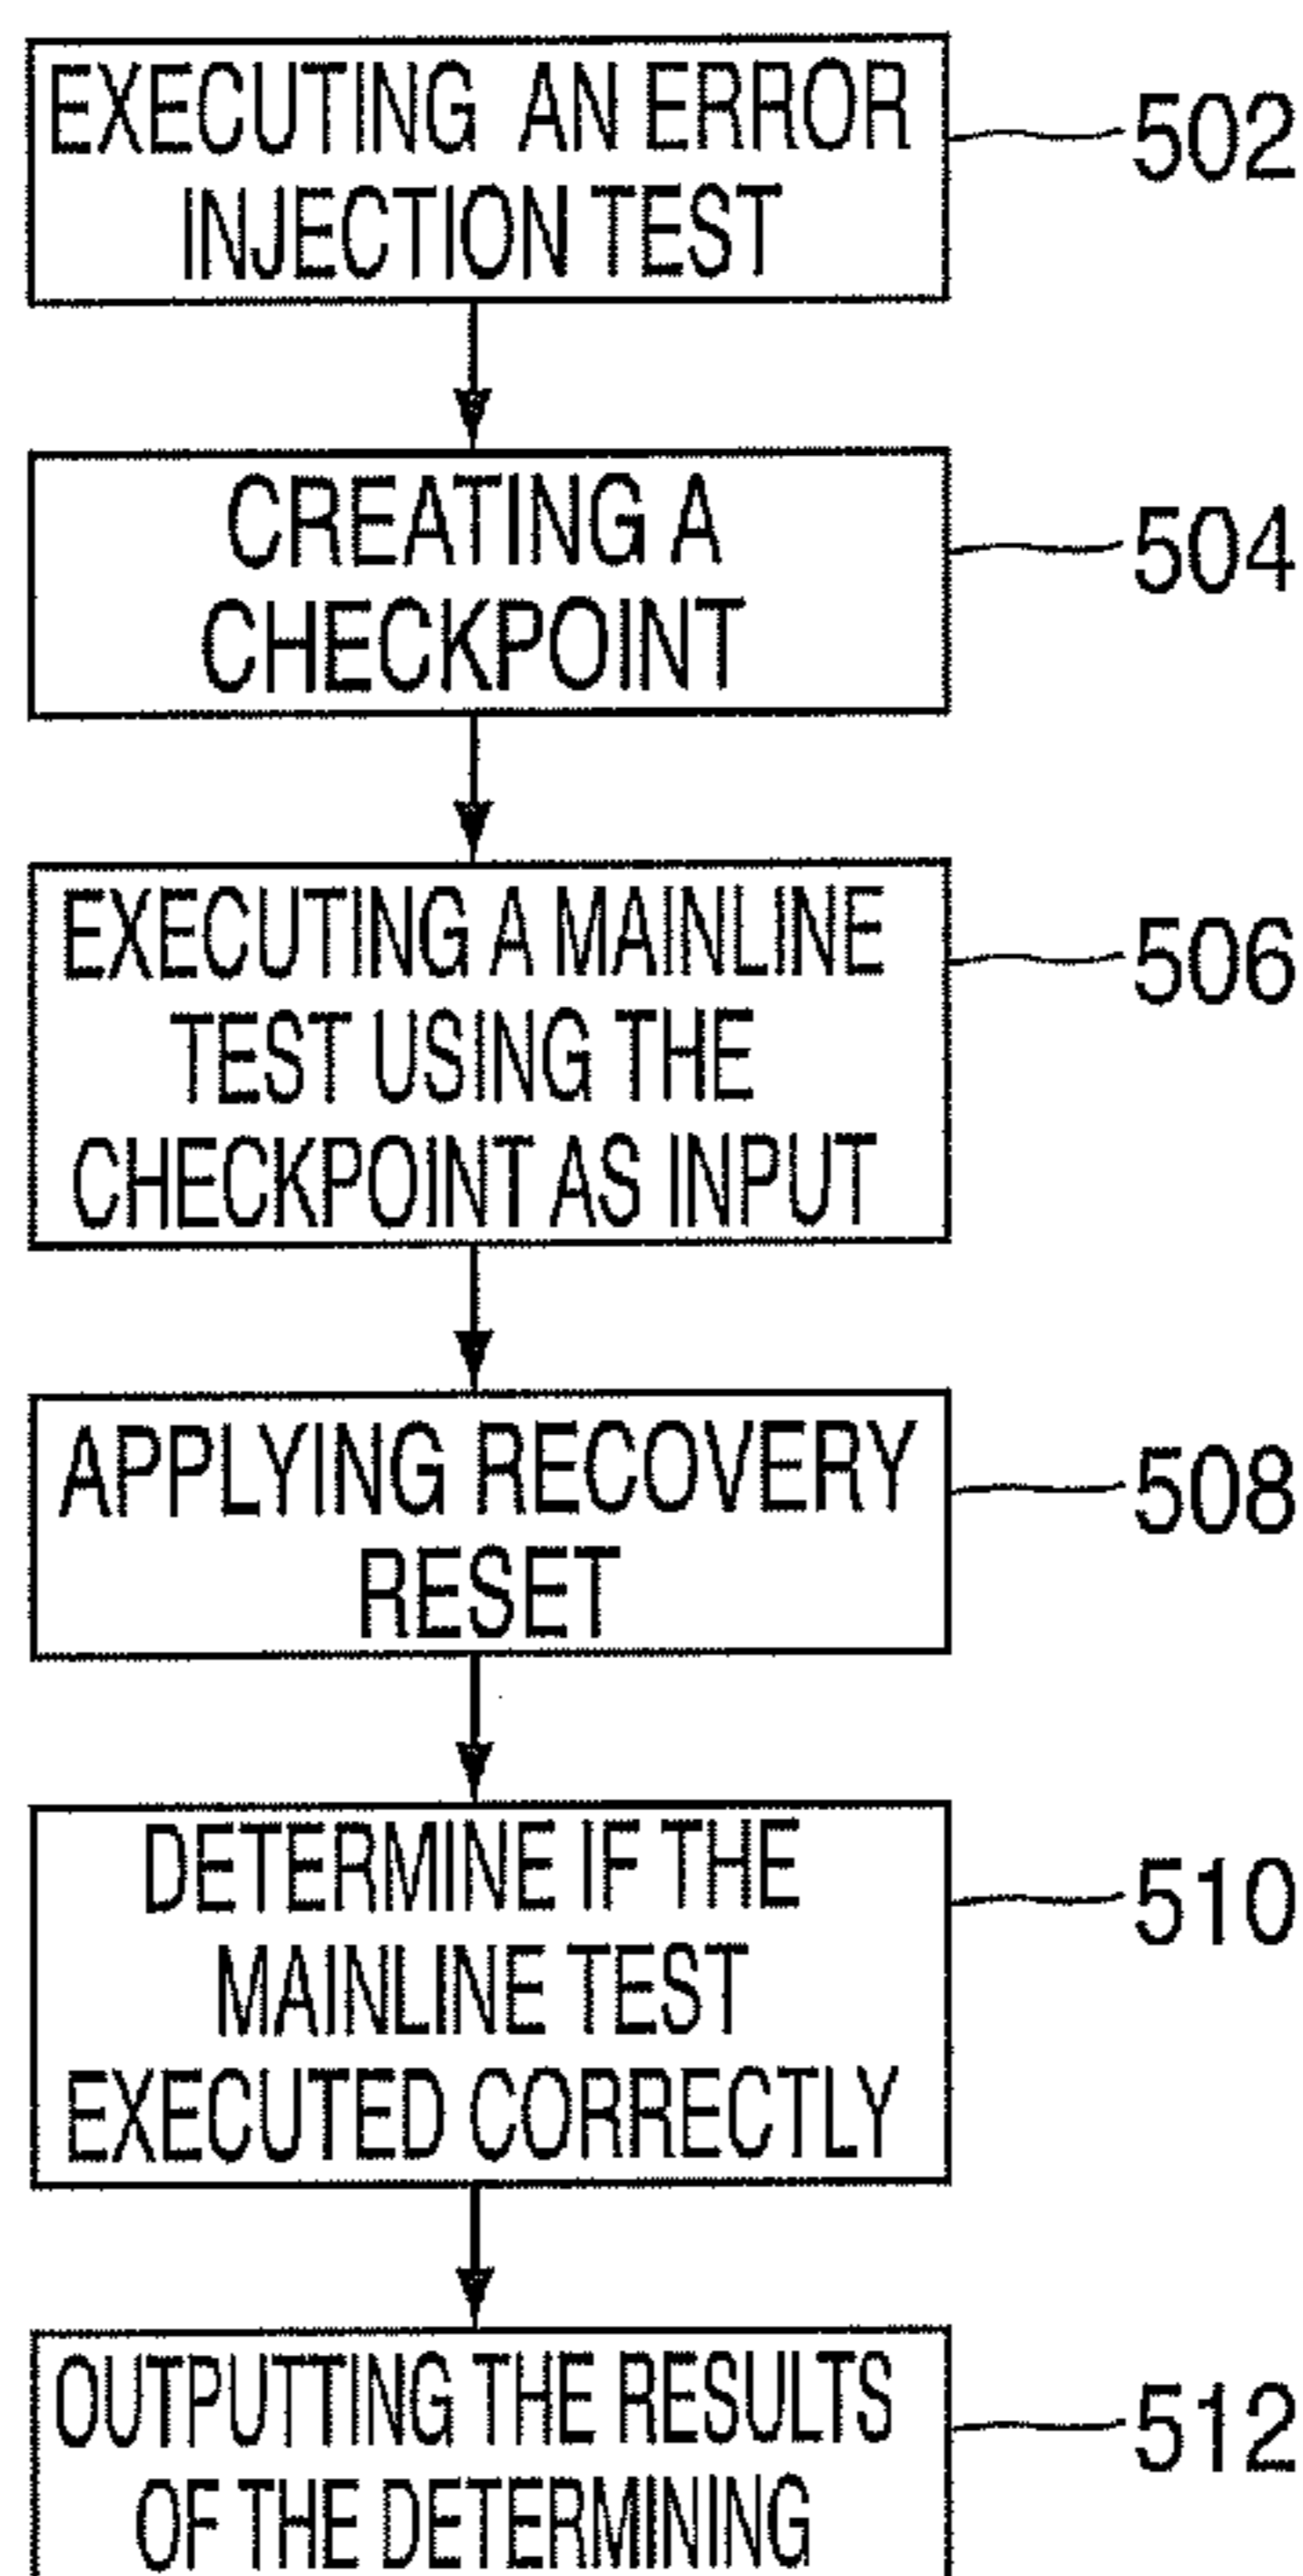 EXECUTING AN ERROR
INJECTION TEST
502
CREATING A
CHECKPOINT
504
EXECUTING A MAINLINE
TEST USING THE
CHECKPOINT AS INPUT
506
APPLYING RECOVERY
RESET
508
DETERMINE IF THE
MAINLINE TEST
EXECUTED CORRECTLY
510
OUTPUTTING THE RESULTS
OF THE DETERMINING
512